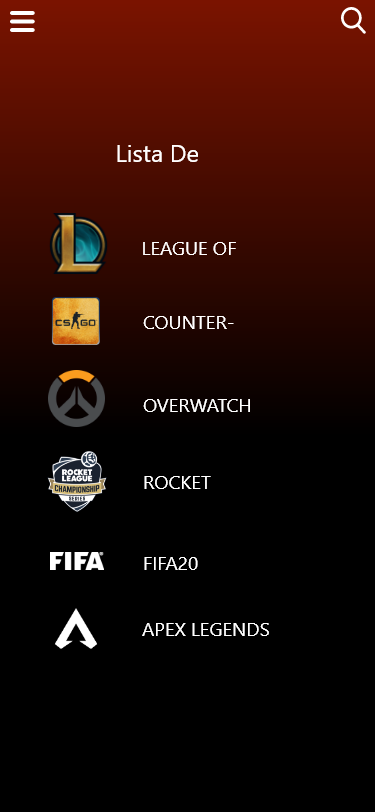 Lista De
LEAGUE OF
CS GO
COUNTER-
OVERWATCH
ROCKET
LEAGUE
CHAMPIONSHIP
SERIES
ROCKET
FIFA
FIFA20
APEX LEGENDS